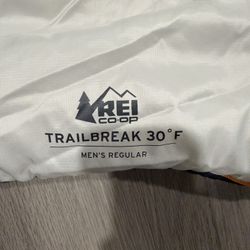 REI
CO·OP
TRAILBREAK 30°F
MEN'S REGULAR